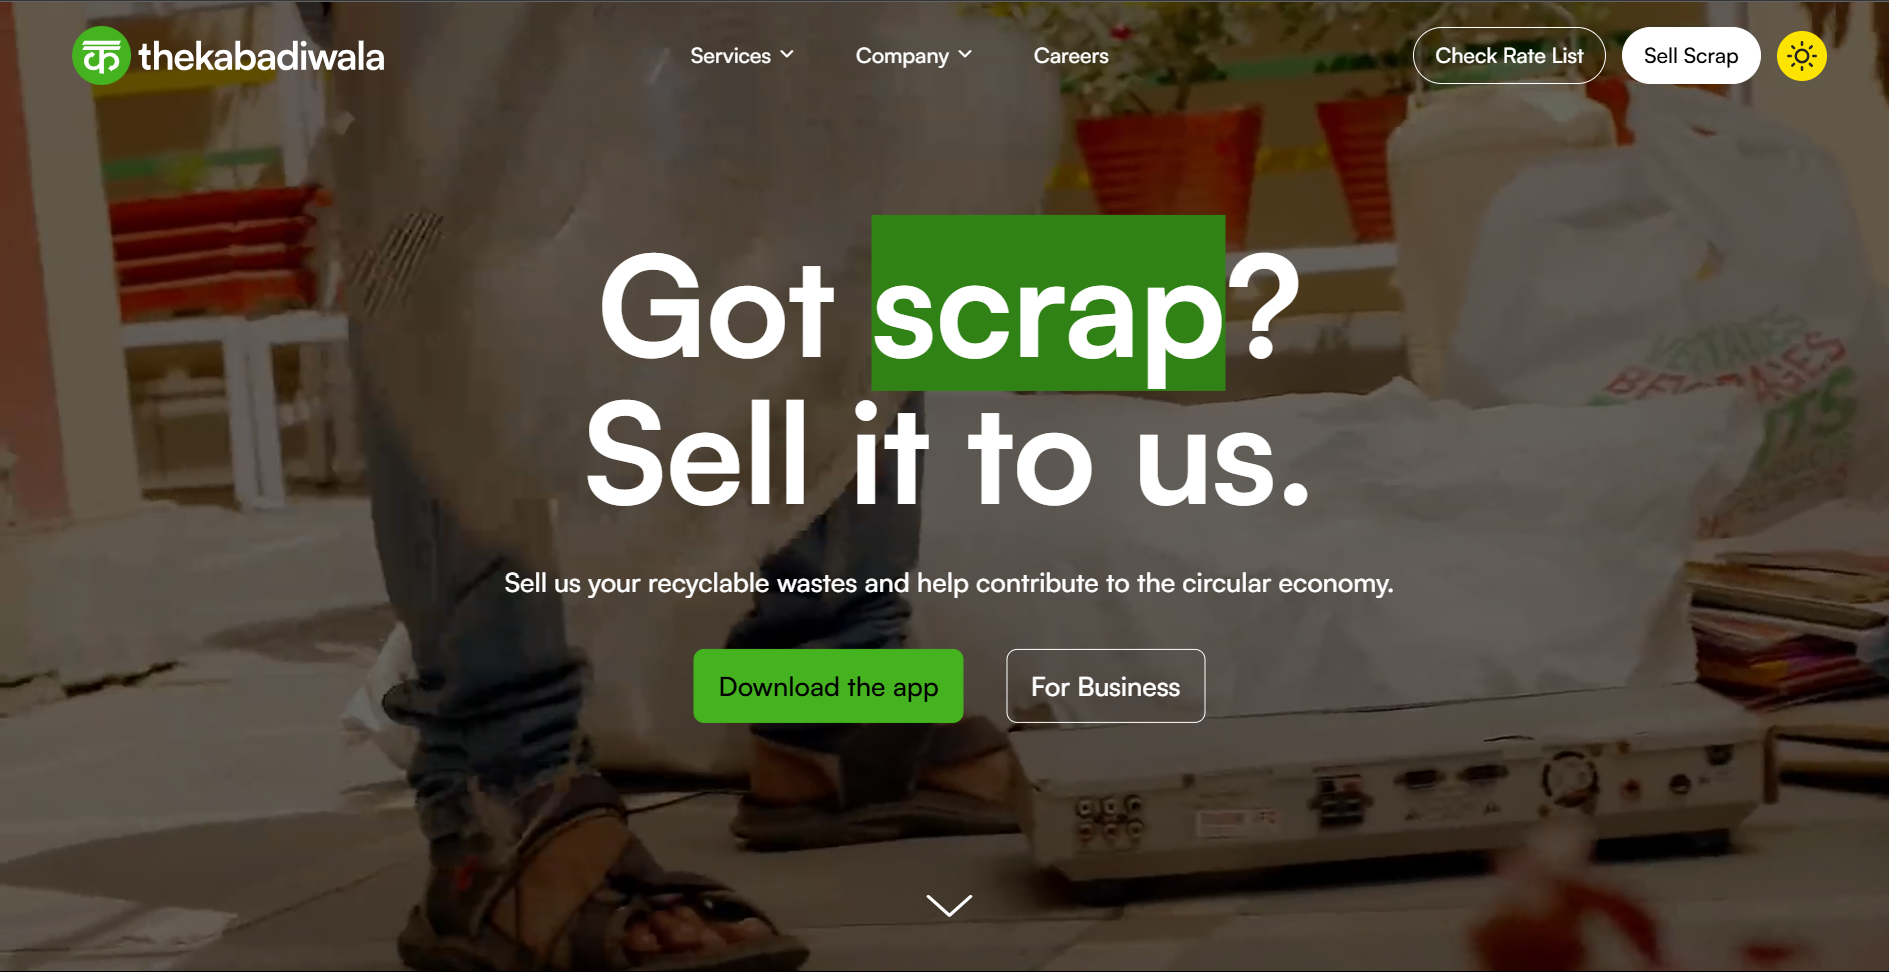 क thekabadiwala
Services
Company
Careers
Check Rate List
Sell Scrap
Got scrap?
Sell it to us.
Sell us your recyclable wastes and help contribute to the circular economy.
Download the app
For Business
BEVERAGES